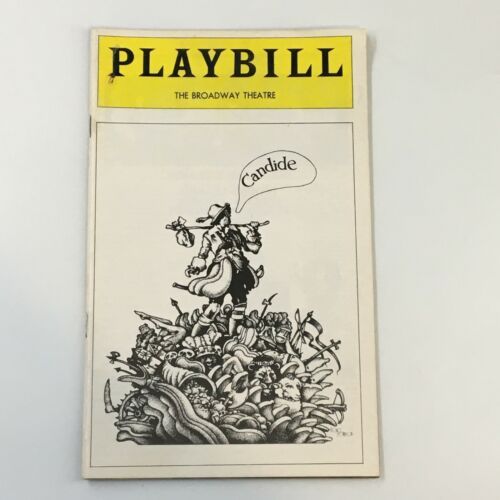 PLAYBILL
THE BROADWAY THEATRE
Candide